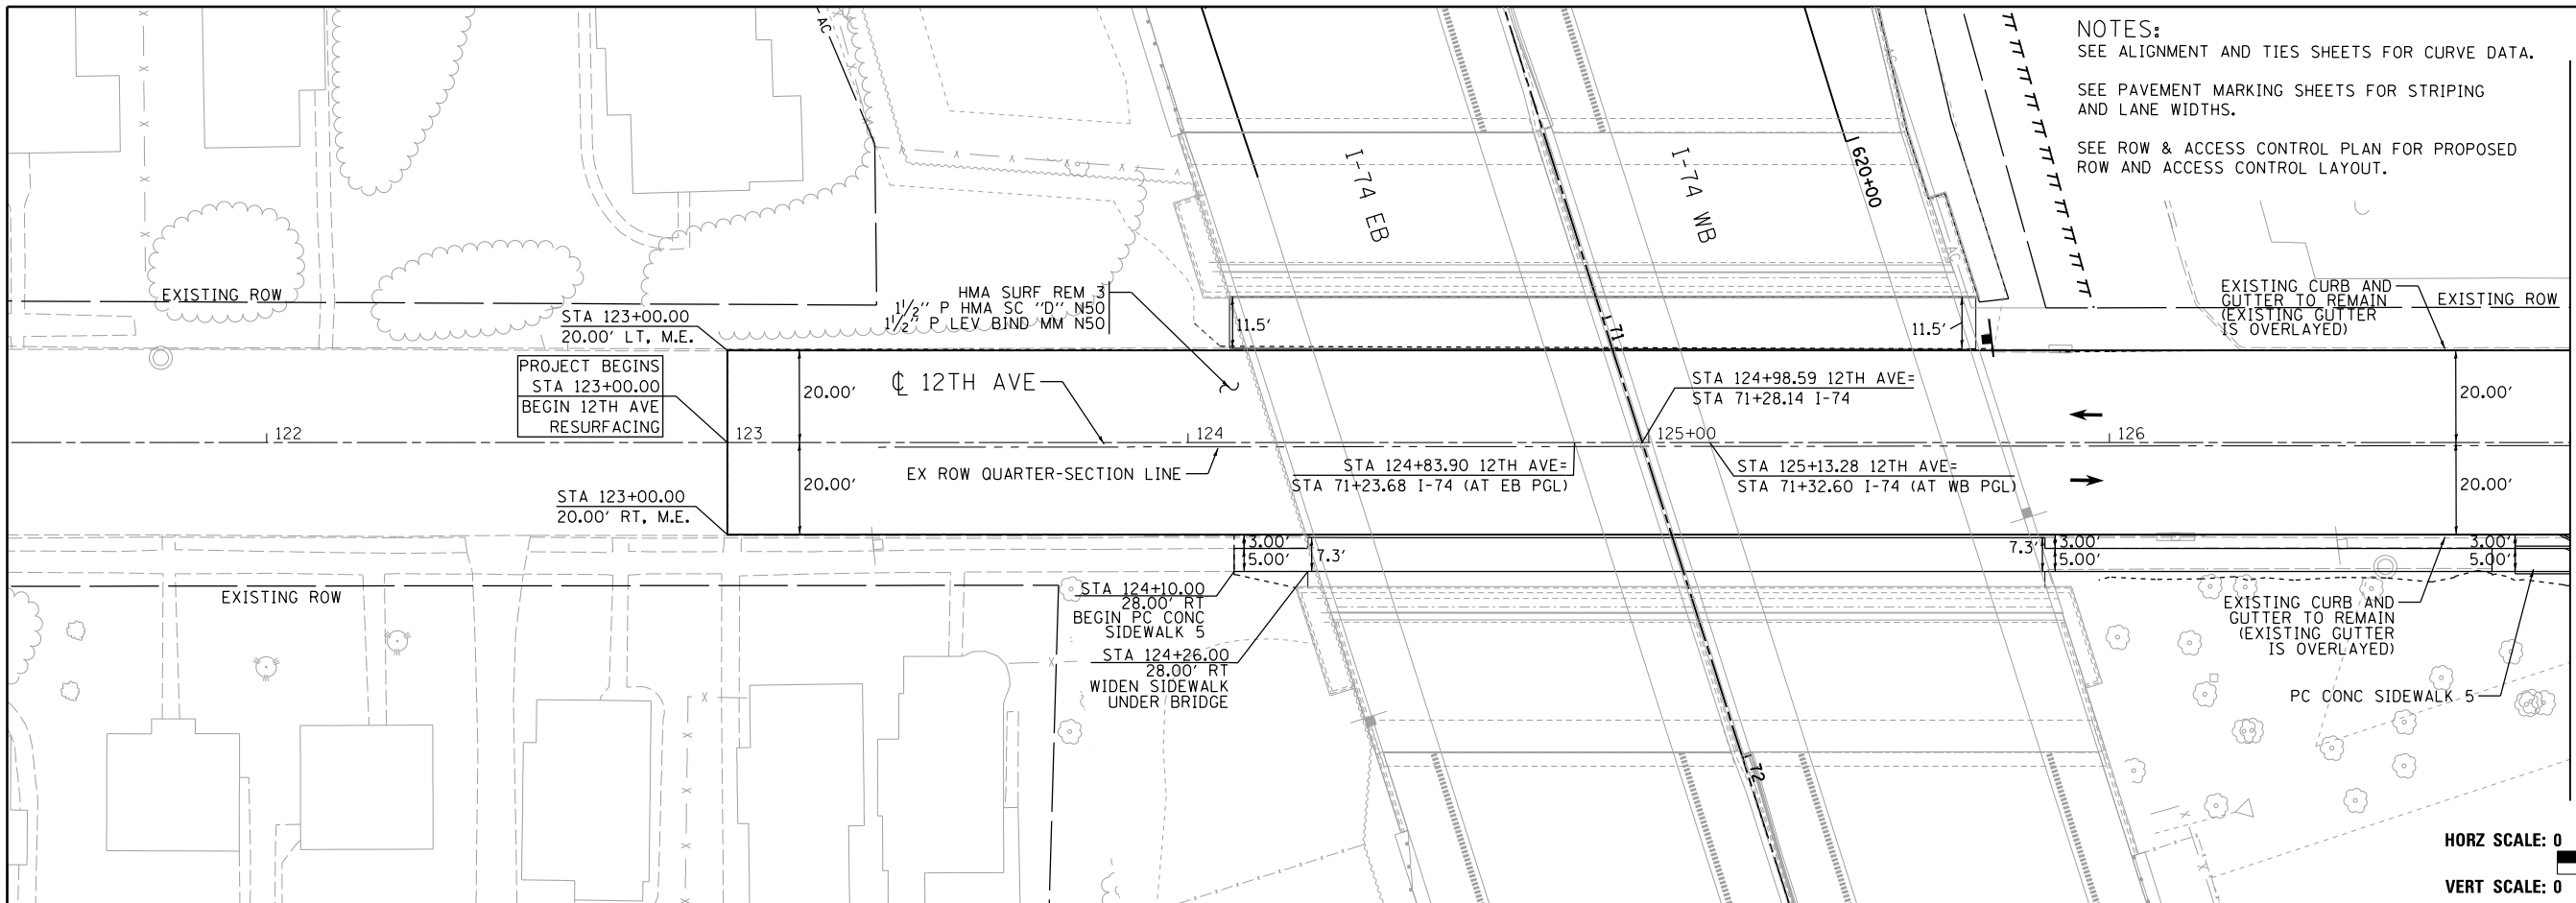 NOTES:
SEE ALIGNMENT AND TIES SHEETS FOR CURVE DATA.
SEE PAVEMENT MARKING SHEETS FOR STRIPING
AND LANE WIDTHS.
SEE ROW & ACCESS CONTROL PLAN FOR PROPOSED
ROW AND ACCESS CONTROL LAYOUT.
AC
AC
AC
I-74 EB
I-74 WB
620+00
EXISTING ROW
STA 123+00.00
20.00' LT, M.E.
HMA SURF REM 3
1 1/2" P HMA SC "D" N50
1 1/2" P LEV BIND MM N50
11.5'
71
11.5'
EXISTING CURB AND
GUTTER TO REMAIN
(EXISTING GUTTER
IS OVERLAYED)
EXISTING ROW
PROJECT BEGINS
STA 123+00.00
BEGIN 12TH AVE
RESURFACING
20.00'
℄ 12TH AVE
STA 124+98.59 12TH AVE=
STA 71+28.14 I-74
20.00'
122
123
124
125+00
126
EX ROW QUARTER-SECTION LINE
STA 124+83.90 12TH AVE=
STA 71+23.68 I-74 (AT EB PGL)
STA 125+13.28 12TH AVE=
STA 71+32.60 I-74 (AT WB PGL)
20.00'
20.00'
STA 123+00.00
20.00' RT, M.E.
3.00'
5.00'
7.3'
7.3'
3.00'
5.00'
3.00'
5.00'
EXISTING ROW
STA 124+10.00
28.00' RT
BEGIN PC CONC
SIDEWALK 5
STA 124+26.00
28.00' RT
WIDEN SIDEWALK
UNDER BRIDGE
EXISTING CURB AND
GUTTER TO REMAIN
(EXISTING GUTTER
IS OVERLAYED)
PC CONC SIDEWALK 5
72
HORZ SCALE: 0
VERT SCALE: 0